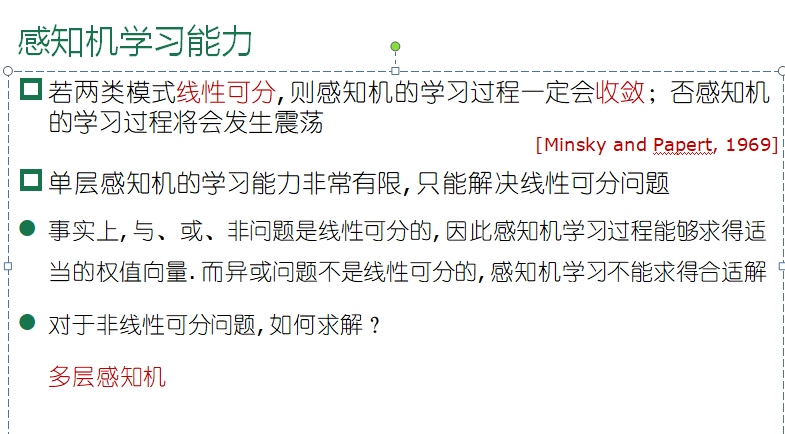 感知机学习能力
若两类模式线性可分,则感知机的学习过程一定会收敛；否感知机
的学习过程将会发生震荡
[Minsky and Papert, 1969]
单层感知机的学习能力非常有限,只能解决线性可分问题
事实上,与、或、非问题是线性可分的,因此感知机学习过程能够求得适
当的权值向量.而异或问题不是线性可分的,感知机学习不能求得合适解
对于非线性可分问题,如何求解？
多层感知机